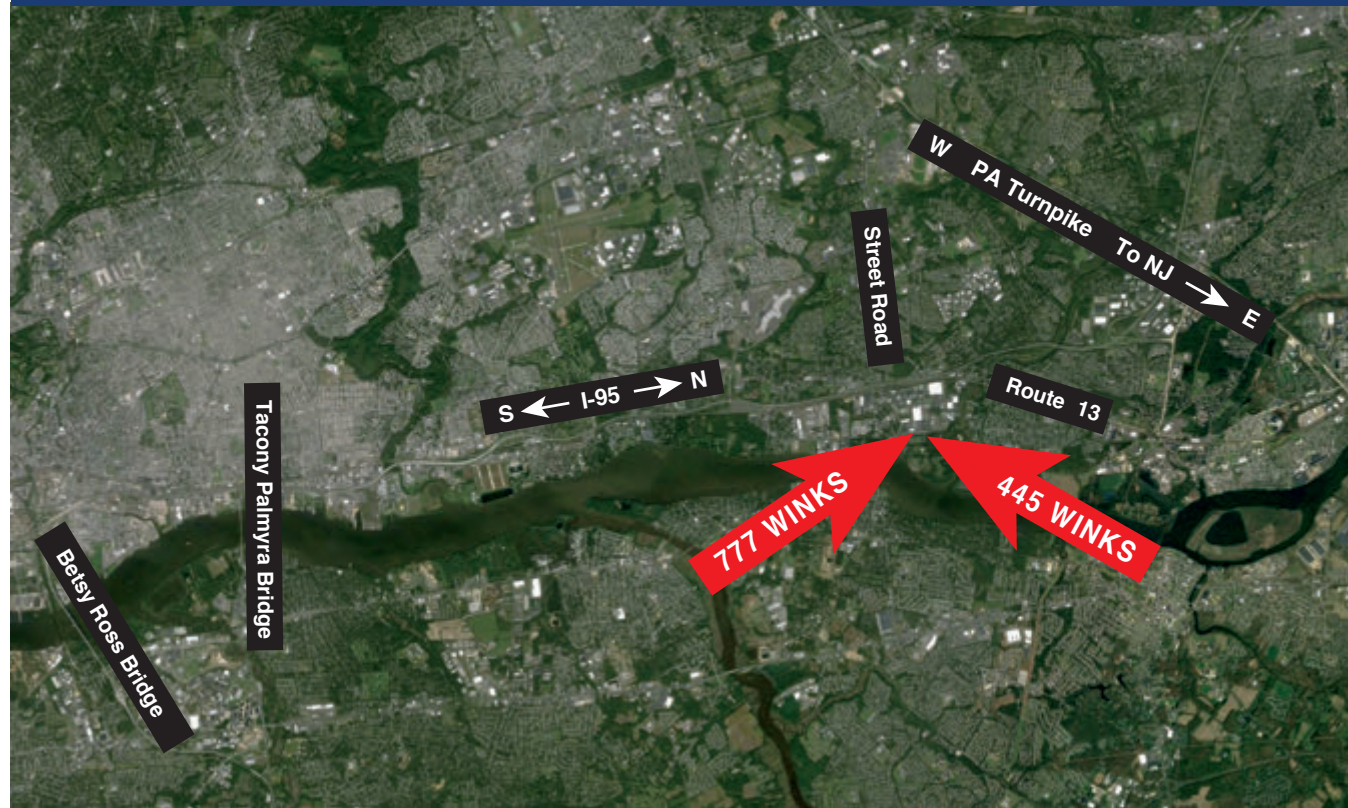 W PA Turnpike To NJ E
Street Road
S I-95 N
Route 13
Tacony Palmyra Bridge
777 WINKS
445 WINKS
Betsy Ross Bridge